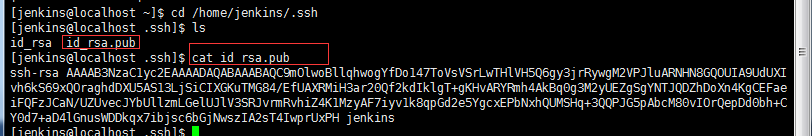 [jenkins@localhost ~]$ cd /home/jenkins/.ssh
[jenkins@localhost .ssh]$ ls
id_rsa  id_rsa.pub
[jenkins@localhost .ssh]$ cat id_rsa.pub
ssh-rsa AAAAB3NzaC1yc2EAAAADAQABAAABAQC9mOlwoBllqhwogYfDo147ToVsVSrLwTHlVH5Q6gy3jrRywgM2VPJluARNHN8GQOUIA9UdUXI
vh6kS69xQOraghdDXU5AS13LjSiCIXGKuTMG84/EfUAXRMiH3ar20Qf2kdIklgT+gKHvARYRmh4AkBq0g3M2yUEZgSgYNTJQDZhDoXn4KgCEFae
iFQFzJCaN/UZUvecJYbUllzmLGelUJlV3SRJvrmRvhiZ4K1MzyAF7iyv1k8qpGd2e5YgcxEPbNxhQUMSHq+3QQPJG5pAbcM80vIOrQepDd0bh+C
Y0d7+aD4lGnusWDDkqx7ibjsc6bGjNwszIA2sT4IwprUxPH jenkins
[jenkins@localhost .ssh]$